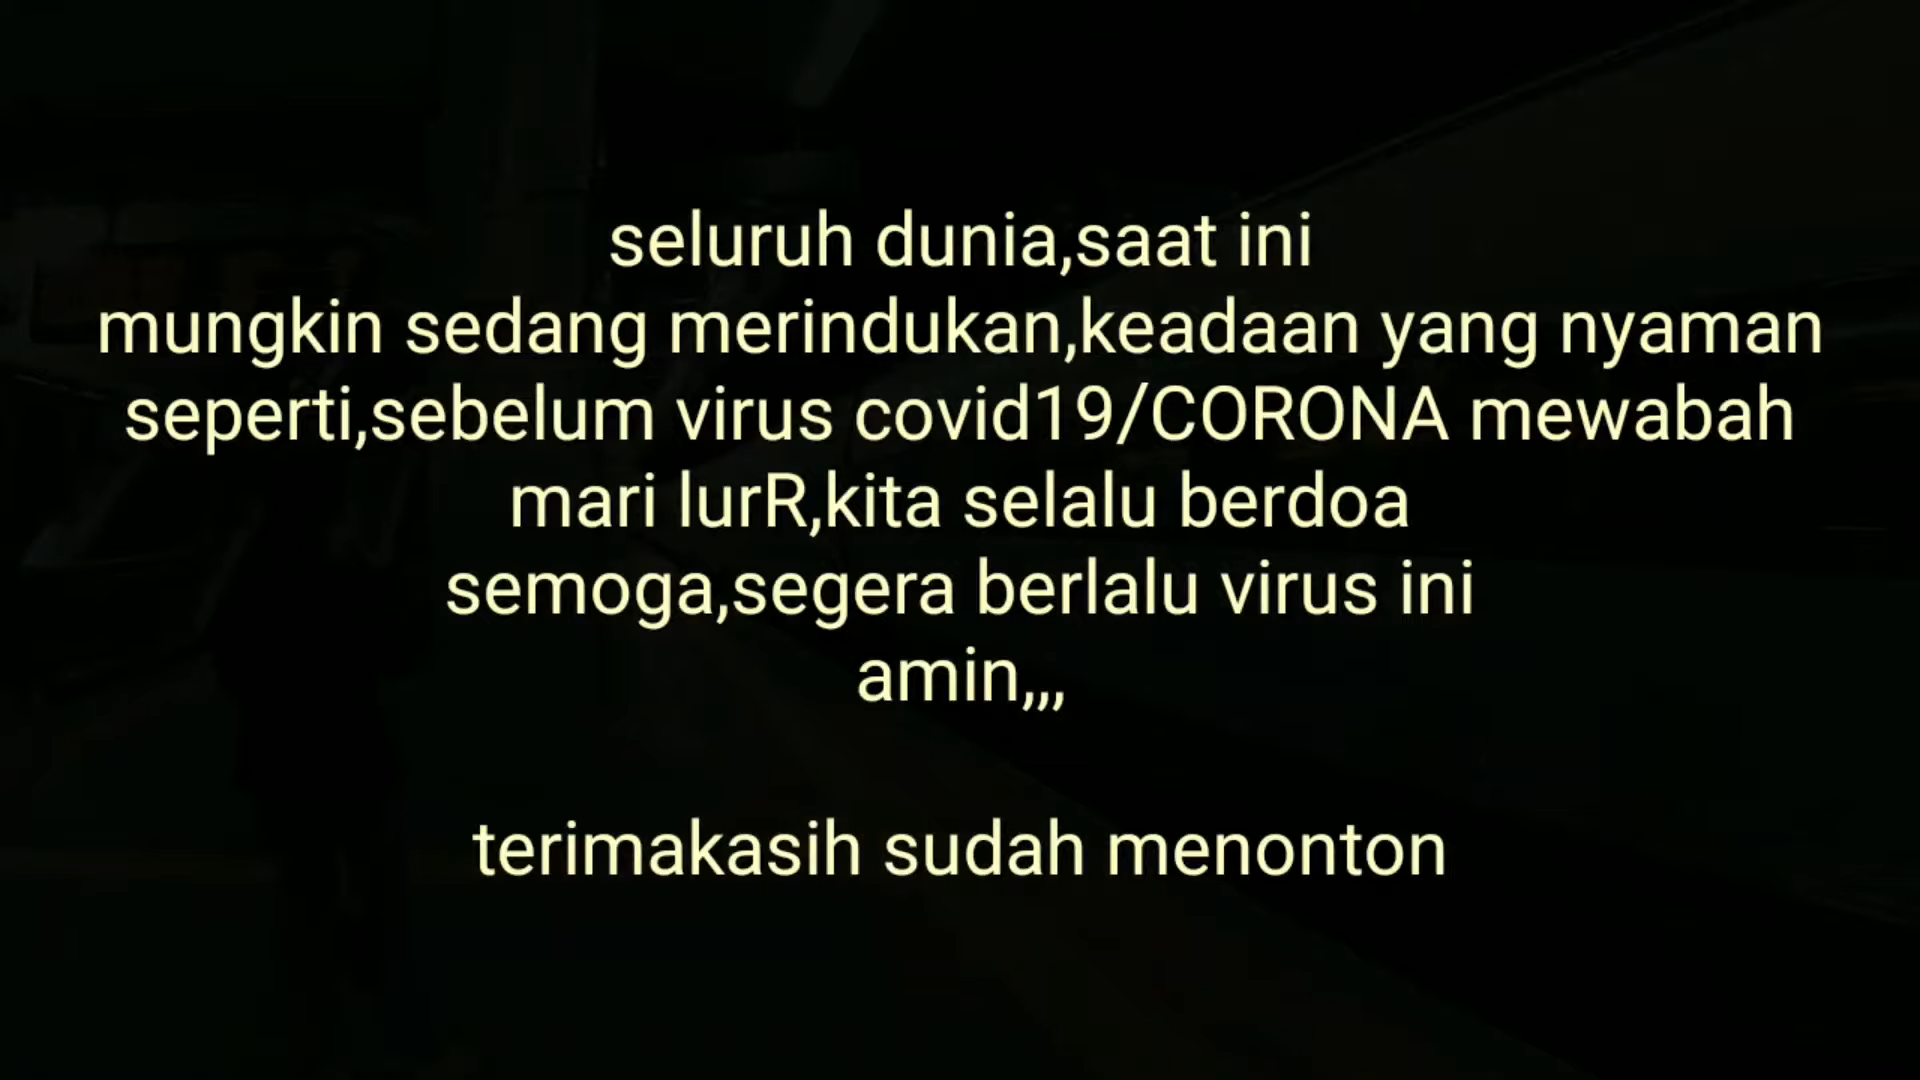 seluruh dunia,saat ini
mungkin sedang merindukan,keadaan yang nyaman
seperti,sebelum virus covid19/CORONA mewabah
mari lurR,kita selalu berdoa
semoga,segera berlalu virus ini
amin,,,
terimakasih sudah menonton